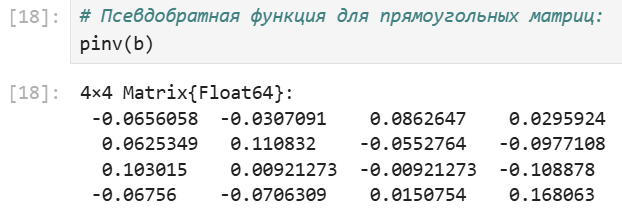 [18]: # Псевдобратная функция для прямоугольных матриц:
pinv(b)
[18]: 4×4 Matrix{Float64}:
-0.0656058 -0.0307091 0.0862647 0.0295924
0.0625349 0.110832 -0.0552764 -0.0977108
0.103015 0.00921273 -0.00921273 -0.108878
-0.06756 -0.0706309 0.0150754 0.168063